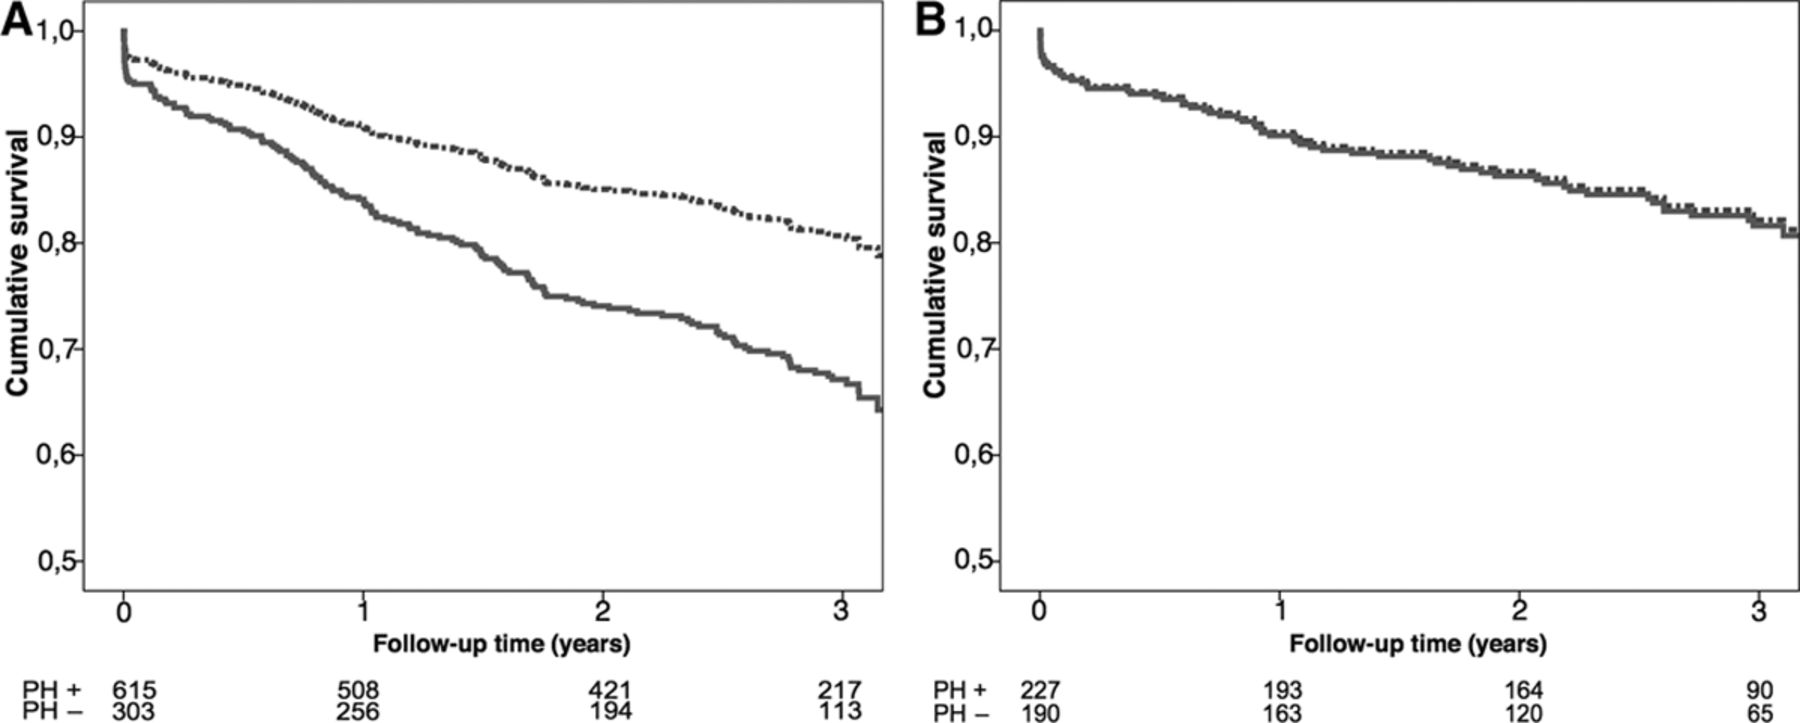 A
1,0
0,9
0,8
0,7
0,6
0,5
Cumulative survival
0 1 2 3
Follow-up time (years)
PH + 615 508 421 217
PH – 303 256 194 113
B
1,0
0,9
0,8
0,7
0,6
0,5
Cumulative survival
0 1 2 3
Follow-up time (years)
PH + 227 193 164 90
PH – 190 163 120 65